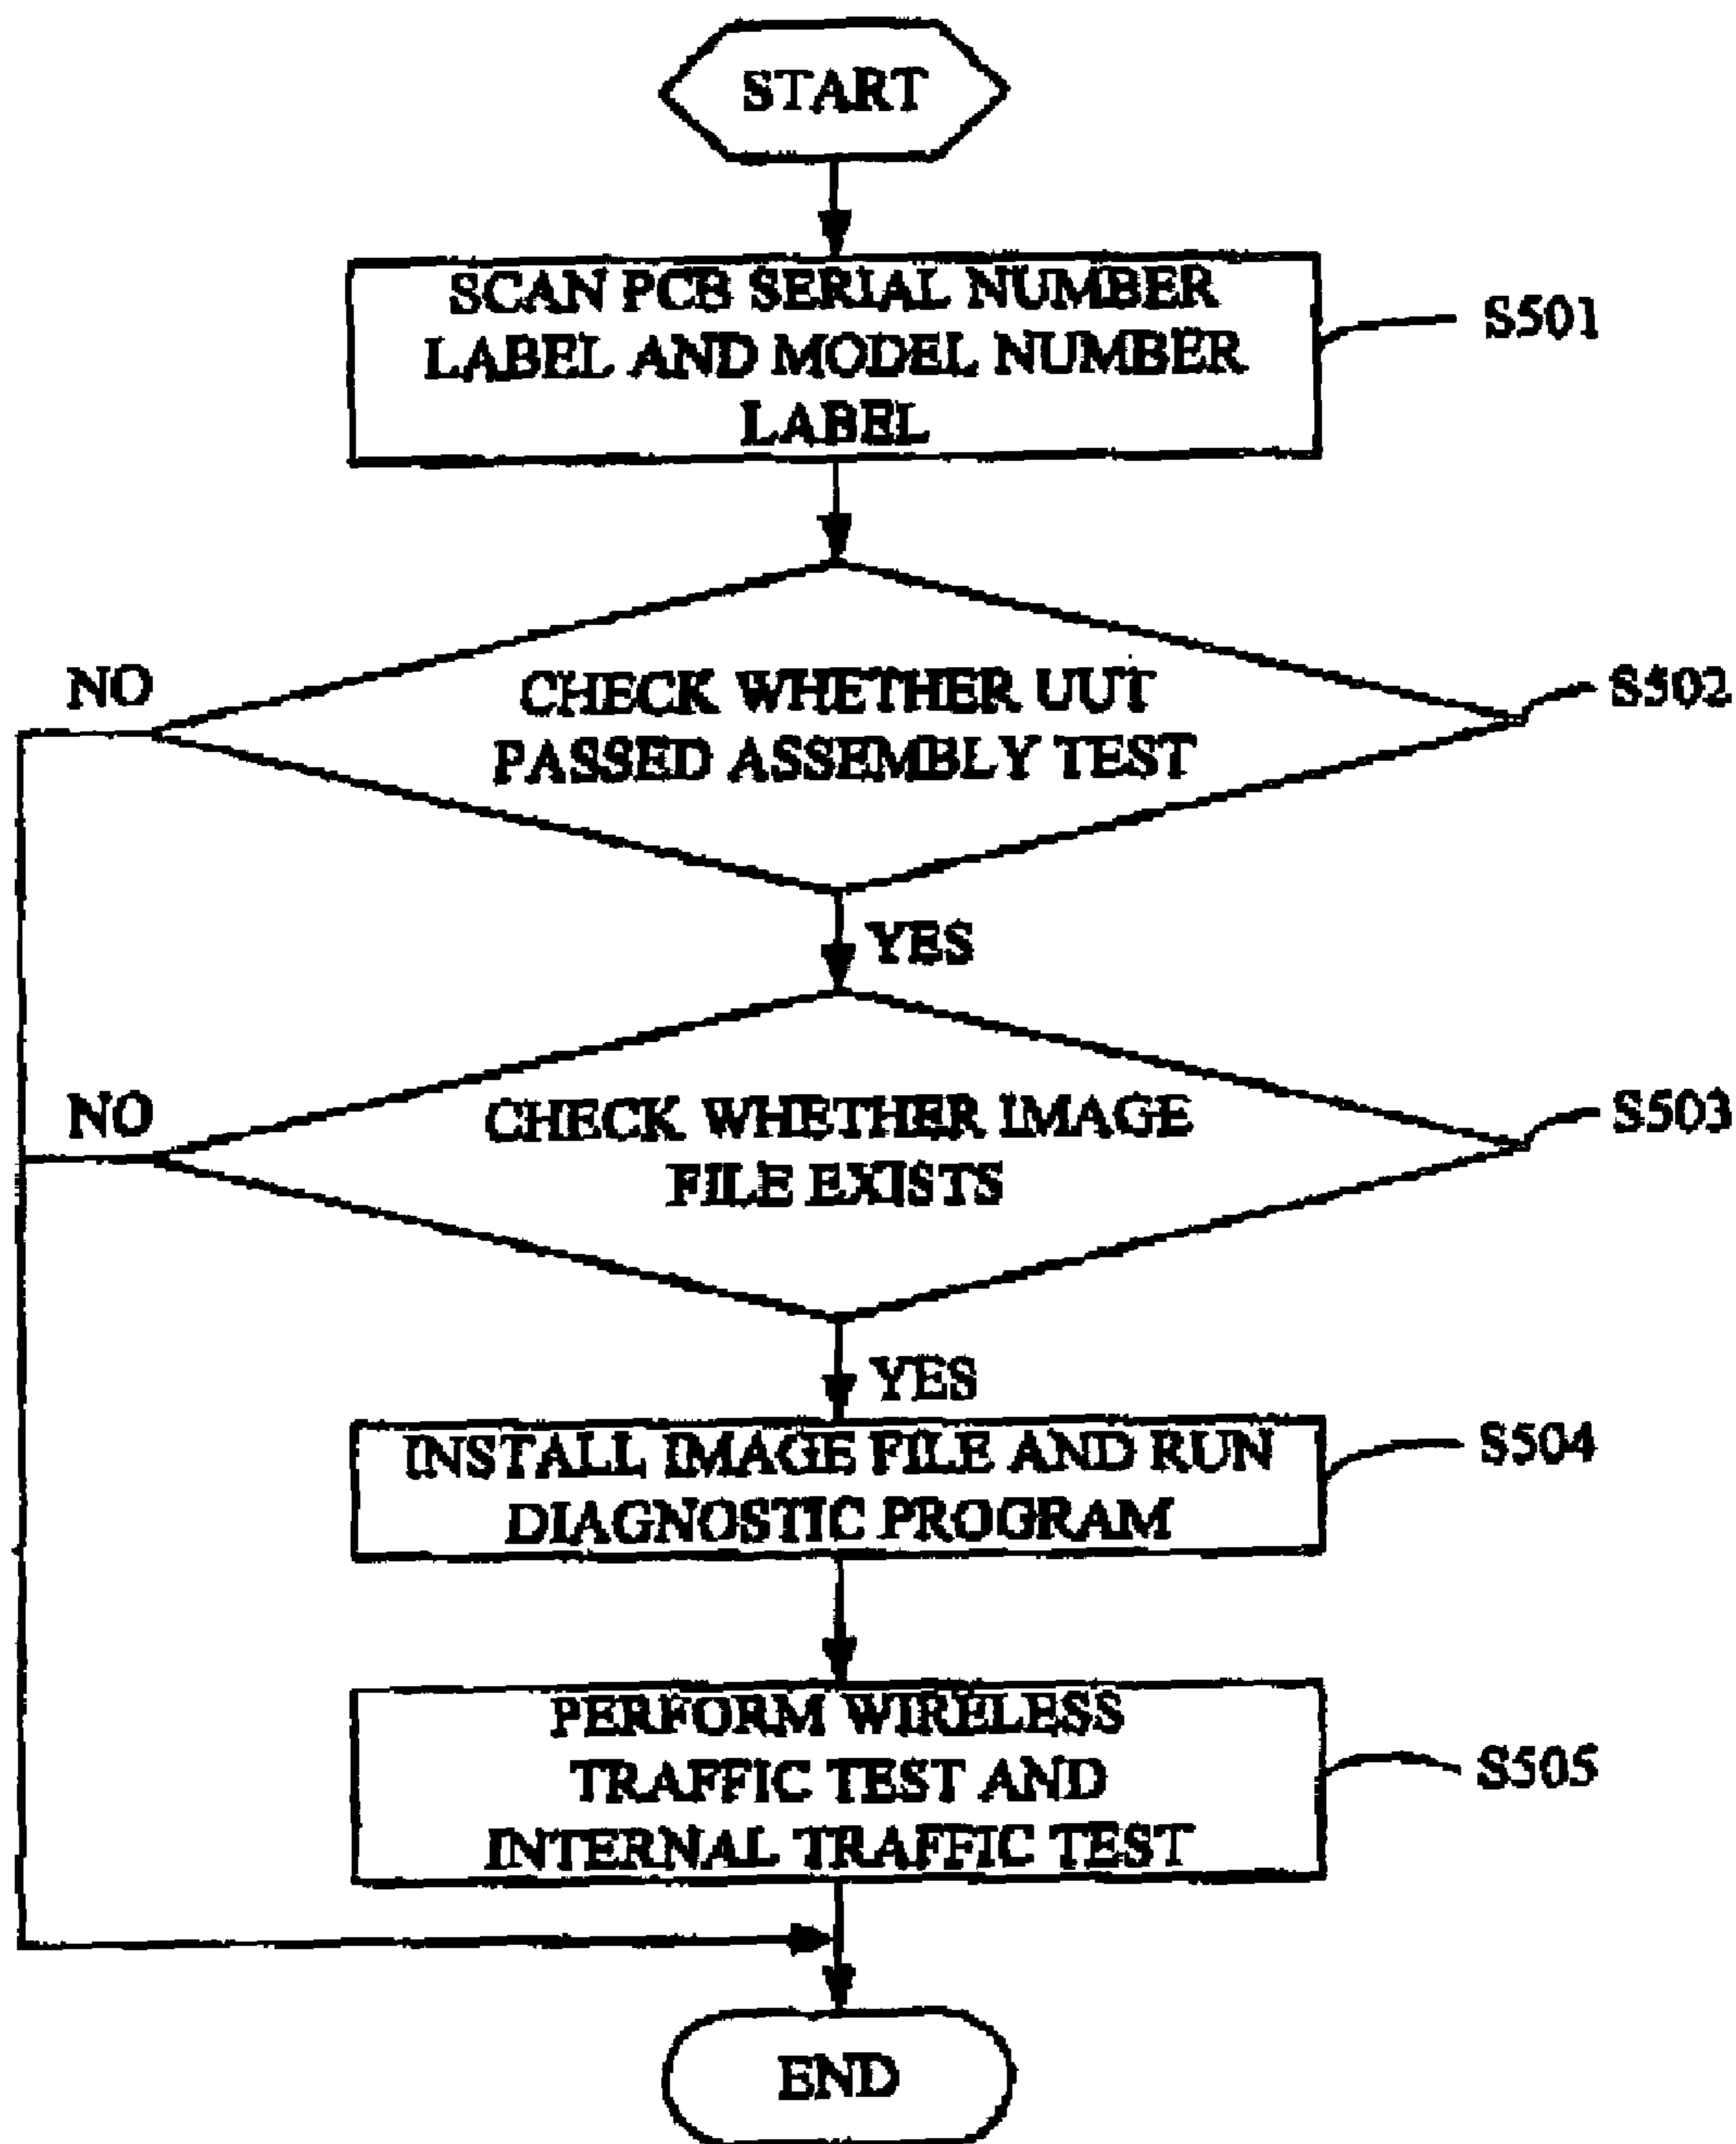 START
SCAN PCB SERIAL NUMBER
LABEL AND MODEL NUMBER
LABEL
S501
NO
CHECK WHETHER UUT
PASSED ASSEMBLY TEST
S502
YES
NO
CHECK WHETHER IMAGE
FILE EXISTS
S503
YES
INSTALL IMAGE FILE AND RUN
DIAGNOSTIC PROGRAM
S504
PERFORM WIRELESS
TRAFFIC TEST AND
INTERNAL TRAFFIC TEST
S505
END